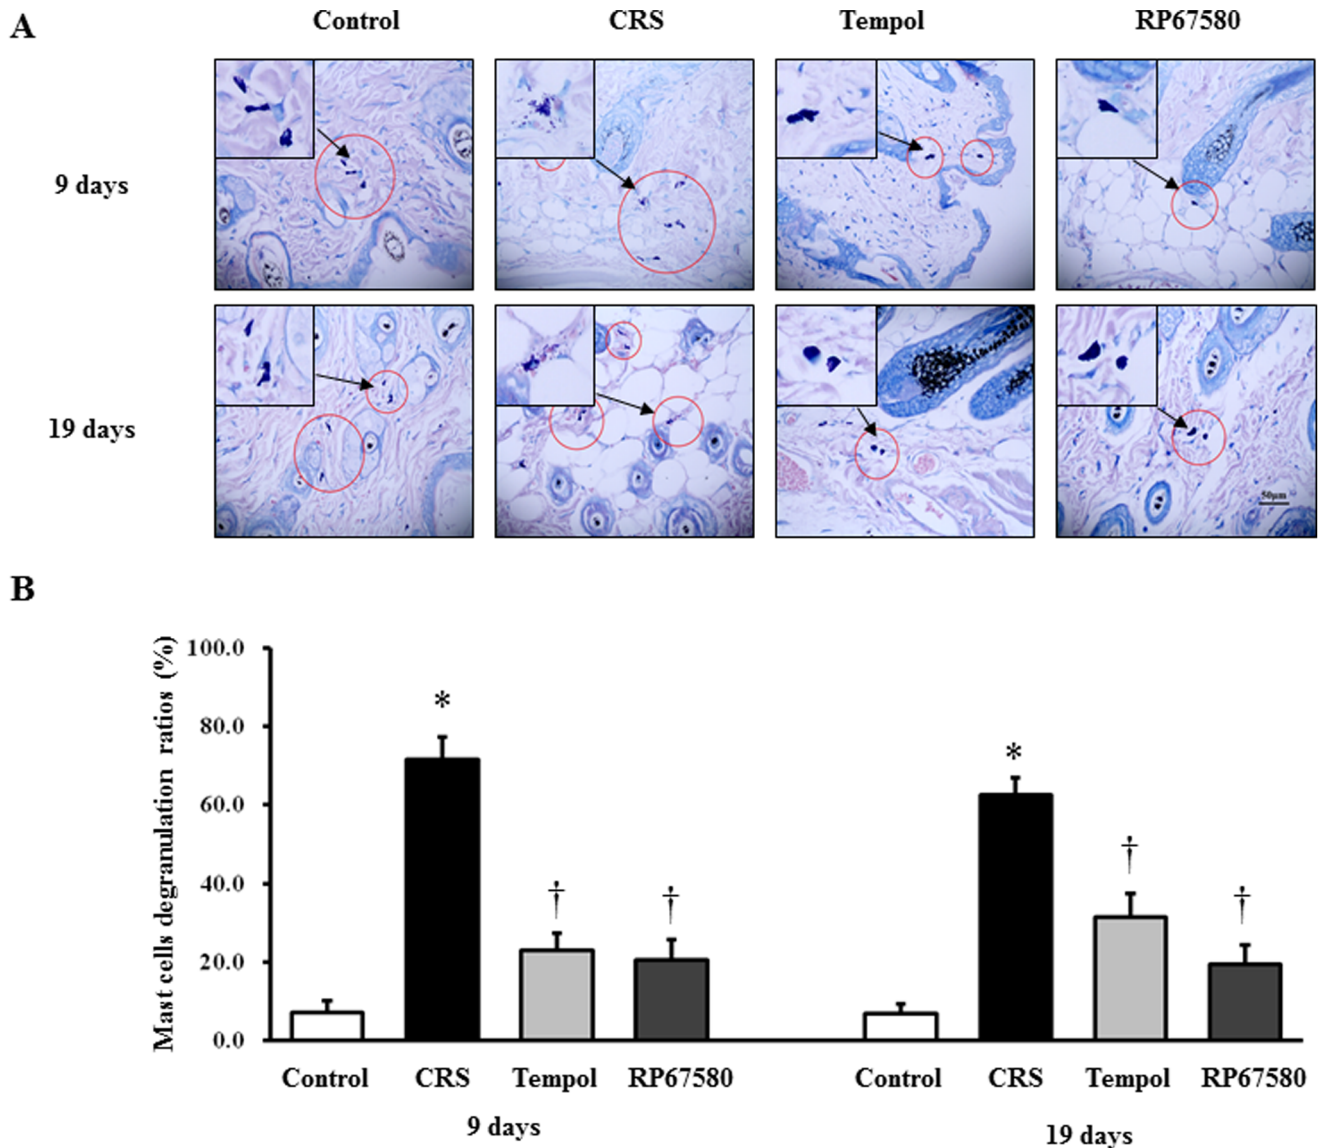 A
Control CRS Tempol RP67580
9 days
19 days
50μm
B
Mast cells degranulation ratios (%)
100.0
80.0
60.0
40.0
20.0
0.0
*
†
†
*
†
†
Control CRS Tempol RP67580 Control CRS Tempol RP67580
9 days 19 days